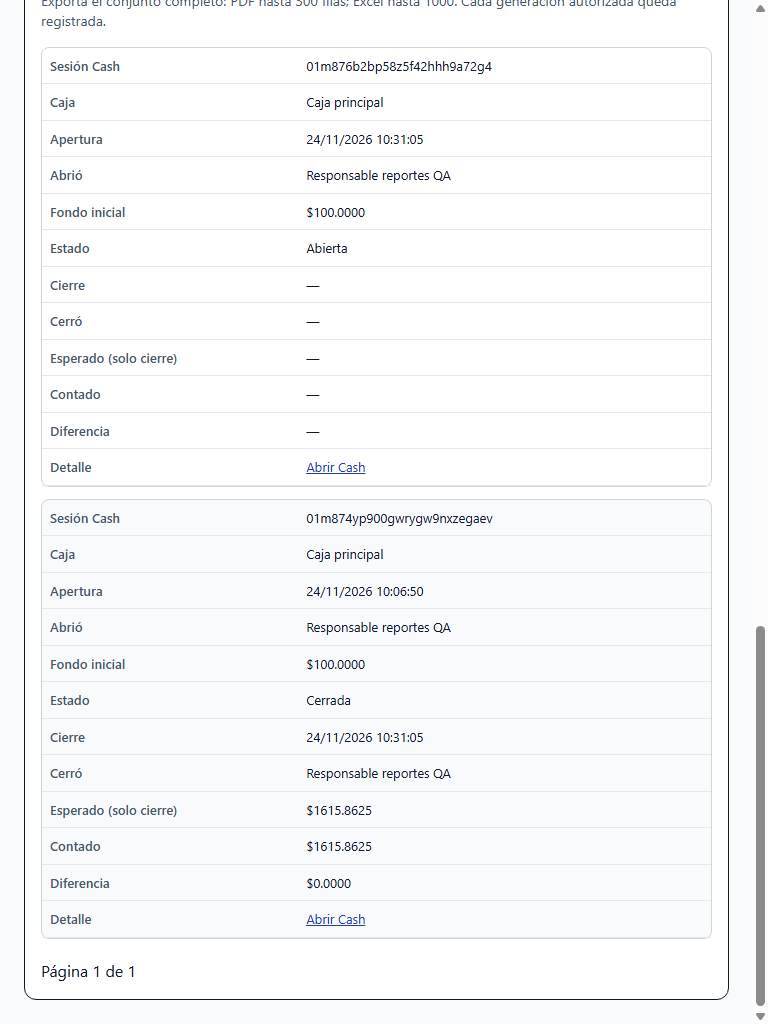 Exporta el conjunto completo: PDF hasta 500 filas; Excel hasta 1000. Cada generación autorizada queda
registrada.
Sesión Cash 01m876b2bp58z5f42hhh9a72g4
Caja Caja principal
Apertura 24/11/2026 10:31:05
Abrió Responsable reportes QA
Fondo inicial $100.0000
Estado Abierta
Cierre —
Cerró —
Esperado (solo cierre) —
Contado —
Diferencia —
Detalle Abrir Cash
Sesión Cash 01m874yp900gwrygw9nxzegaev
Caja Caja principal
Apertura 24/11/2026 10:06:50
Abrió Responsable reportes QA
Fondo inicial $100.0000
Estado Cerrada
Cierre 24/11/2026 10:31:05
Cerró Responsable reportes QA
Esperado (solo cierre) $1615.8625
Contado $1615.8625
Diferencia $0.0000
Detalle Abrir Cash
Página 1 de 1